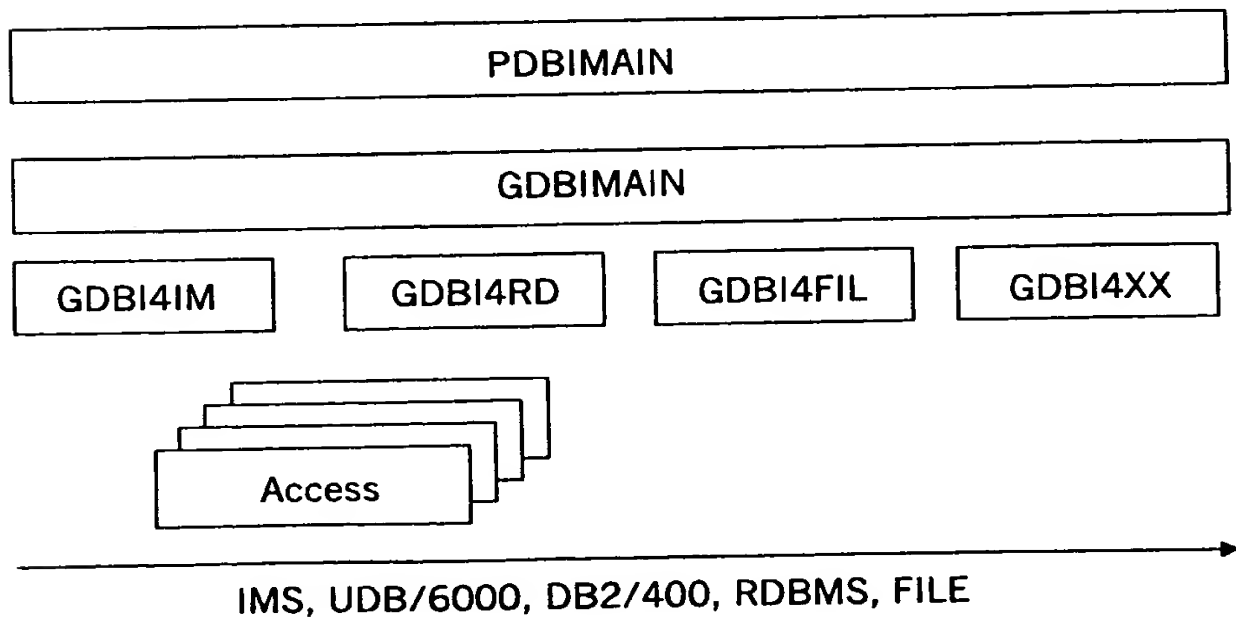 PDBIMAIN
GDBIMAIN
GDBI4IM GDBI4RD GDBI4FIL GDBI4XX
Access
IMS, UDB/6000, DB2/400, RDBMS, FILE